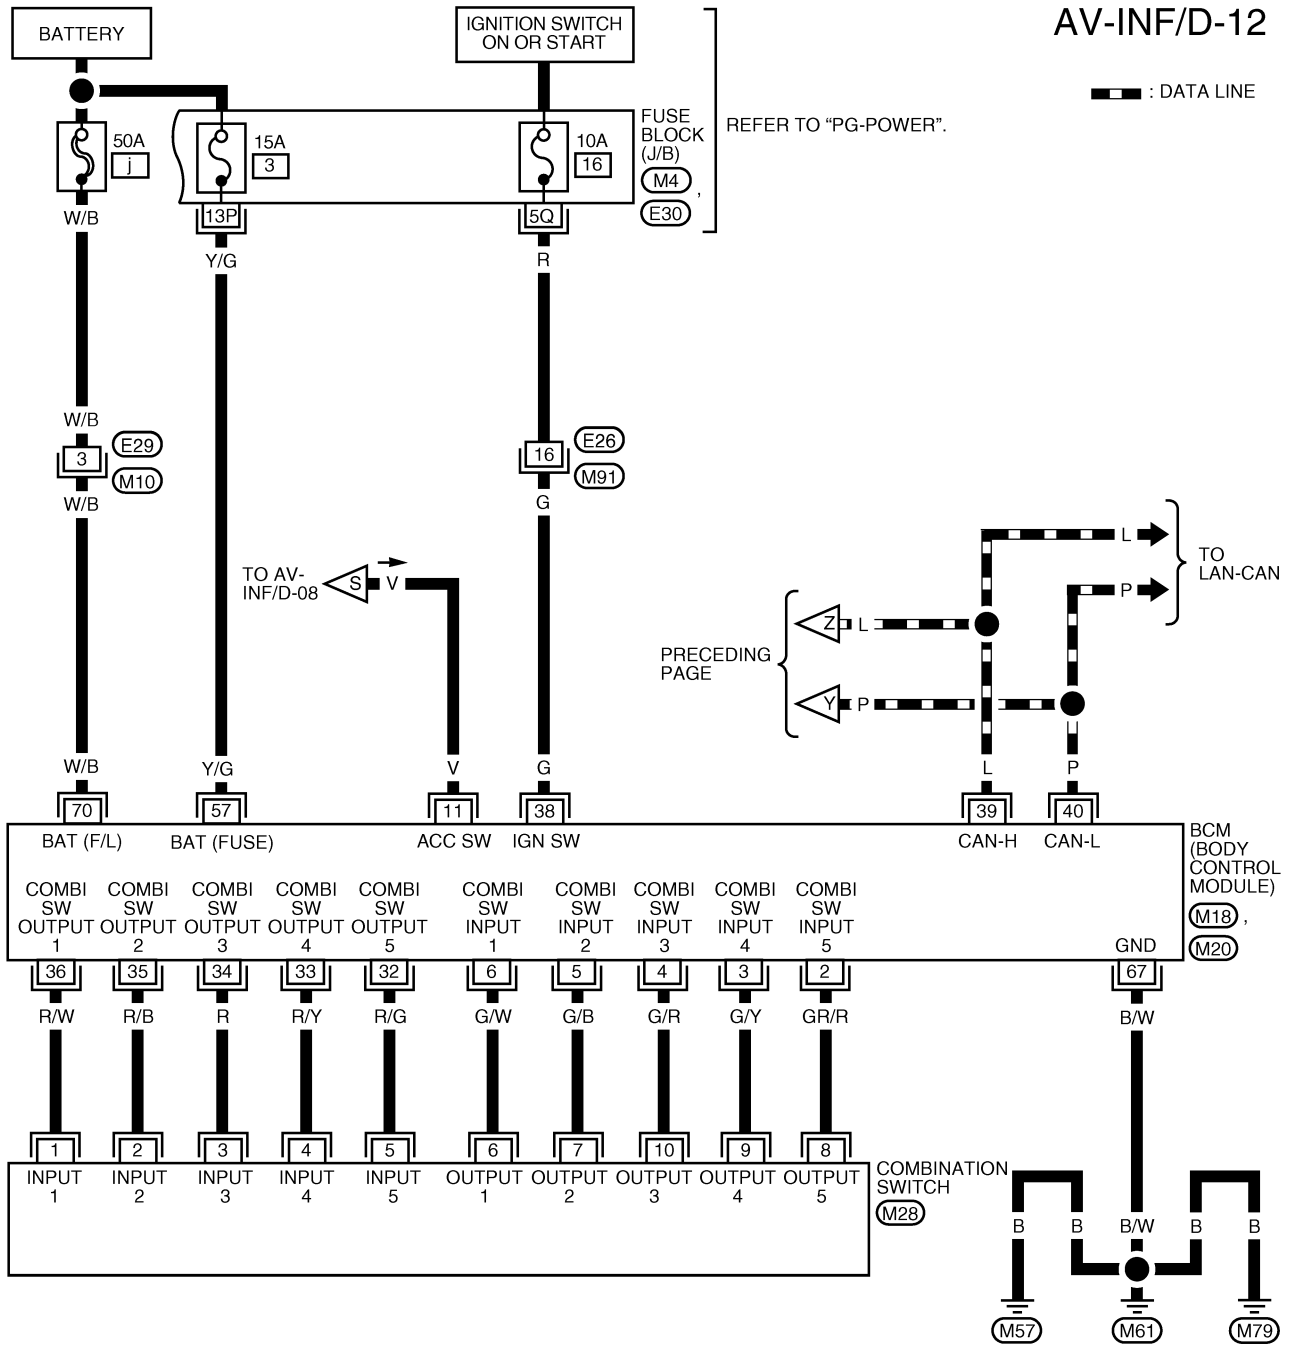 AV-INF/D-12
: DATA LINE
BATTERY
IGNITION SWITCH
ON OR START
50A
j
15A
3
10A
16
FUSE
BLOCK
(J/B)
M4 ,
E30
REFER TO “PG-POWER”.
13P
5Q
W/B
Y/G
R
W/B
3
E29
M10
W/B
16
E26
M91
G
TO AV-
INF/D-08
S
V
L
P
TO
LAN-CAN
PRECEDING
PAGE
Z
L
Y
P
W/B
Y/G
V
G
L
P
70
57
11
38
39
40
BAT (F/L)
BAT (FUSE)
ACC SW
IGN SW
CAN-H
CAN-L
BCM
(BODY
CONTROL
MODULE)
M18 ,
M20
COMBI
SW
OUTPUT
1
COMBI
SW
OUTPUT
2
COMBI
SW
OUTPUT
3
COMBI
SW
OUTPUT
4
COMBI
SW
OUTPUT
5
COMBI
SW
INPUT
1
COMBI
SW
INPUT
2
COMBI
SW
INPUT
3
COMBI
SW
INPUT
4
COMBI
SW
INPUT
5
GND
36
35
34
33
32
6
5
4
3
2
67
R/W
R/B
R
R/Y
R/G
G/W
G/B
G/R
G/Y
GR/R
B/W
1
2
3
4
5
6
7
10
9
8
INPUT
1
INPUT
2
INPUT
3
INPUT
4
INPUT
5
OUTPUT
1
OUTPUT
2
OUTPUT
3
OUTPUT
4
OUTPUT
5
COMBINATION
SWITCH
M28
B
B
B/W
B
B
M57
M61
M79